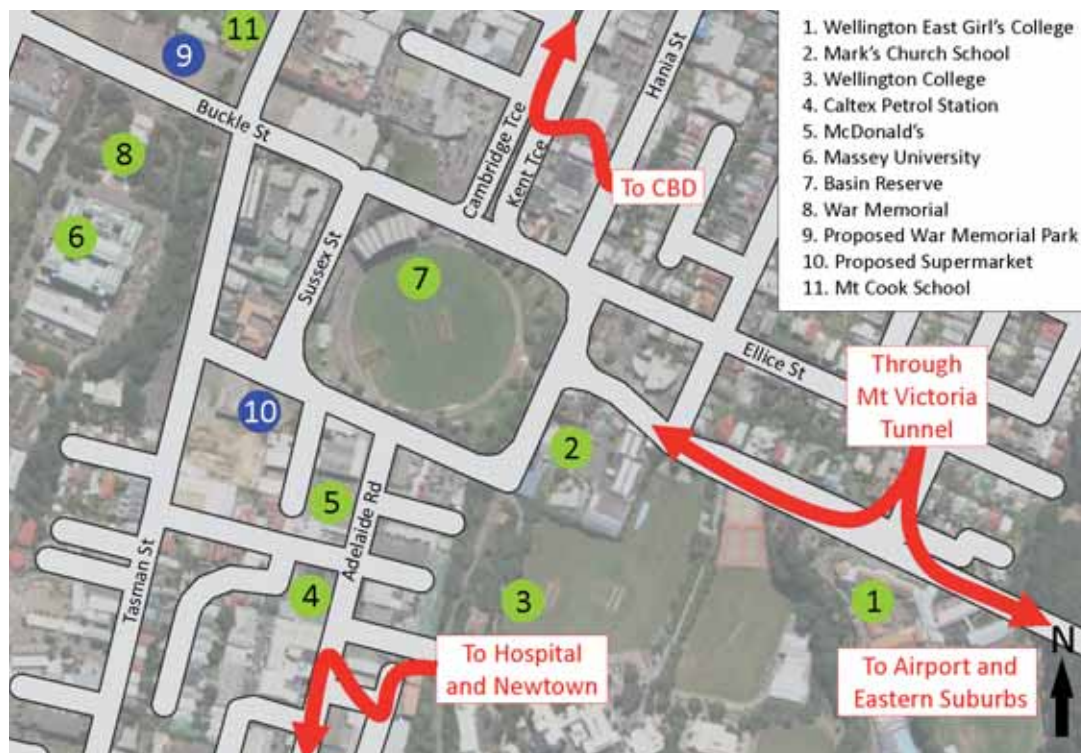 1. Wellington East Girl's College
2. Mark's Church School
3. Wellington College
4. Caltex Petrol Station
5. McDonald's
6. Massey University
7. Basin Reserve
8. War Memorial
9. Proposed War Memorial Park
10. Proposed Supermarket
11. Mt Cook School
11
9
Buckle St
8
6
Sussex St
7
Cambridge Tce
Kent Tce
Hania St
To CBD
Ellice St
Through
Mt Victoria
Tunnel
10
2
5
Adelaide Rd
Tasman St
4
3
1
To Hospital
and Newtown
To Airport and
Eastern Suburbs
N